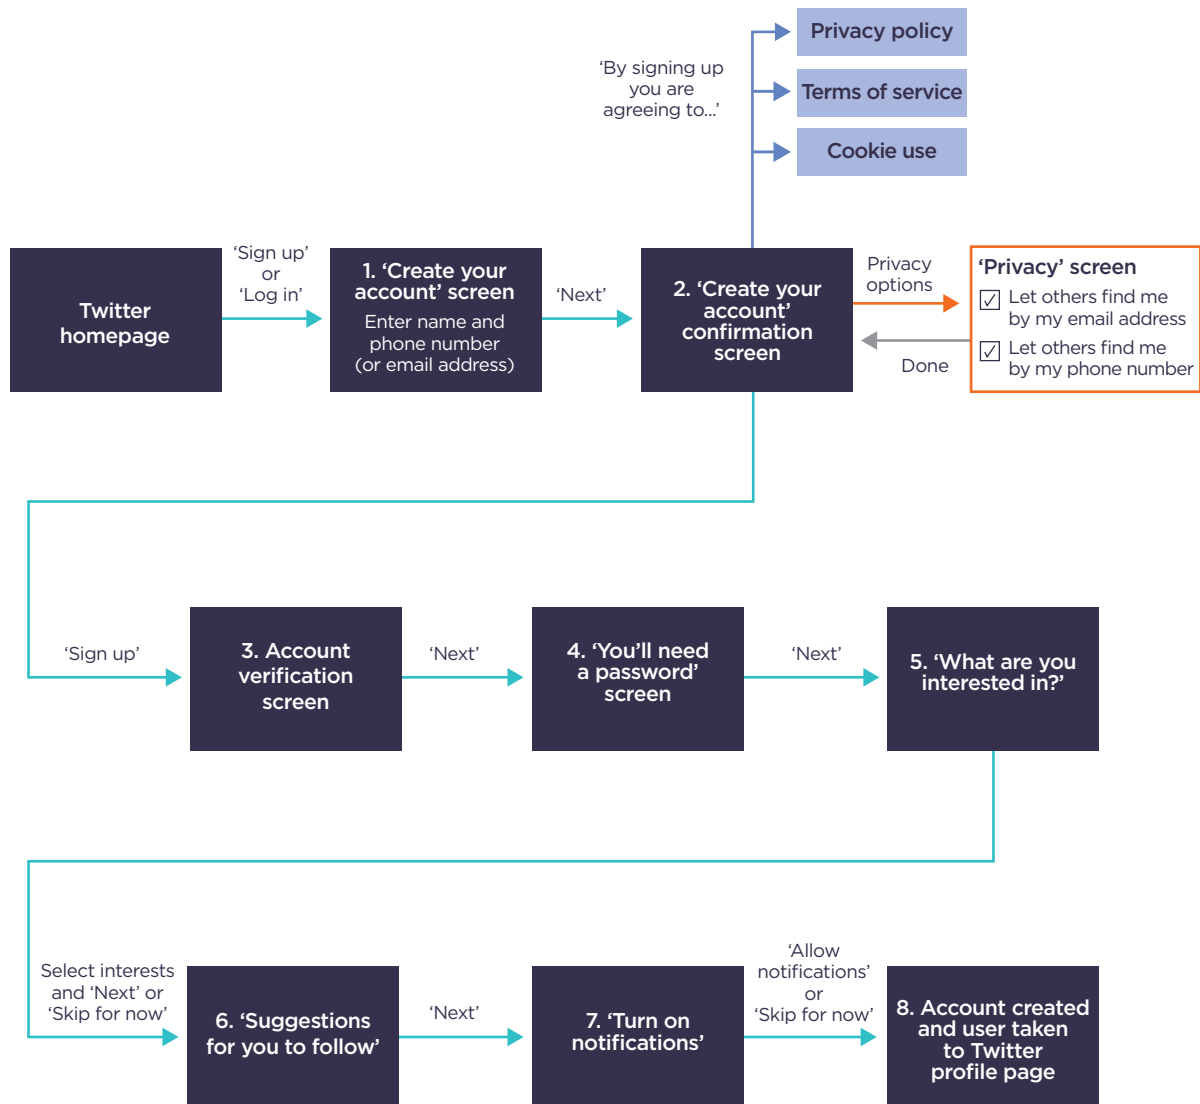 Privacy policy
‘By signing up
you are
agreeing to...’
Terms of service
Cookie use
Twitter
homepage
‘Sign up’
or
‘Log in’
1. ‘Create your
account’ screen
Enter name and
phone number
(or email address)
‘Next’
2. ‘Create your
account’
confirmation
screen
Privacy
options
Done
‘Privacy’ screen
Let others find me
by my email address
Let others find me
by my phone number
‘Sign up’
3. Account
verification
screen
‘Next’
4. ‘You’ll need
a password’
screen
‘Next’
5. ‘What are you
interested in?’
Select interests
and ‘Next’ or
‘Skip for now’
6. ‘Suggestions
for you to follow’
‘Next’
7. ‘Turn on
notifications’
‘Allow
notifications’
or
‘Skip for now’
8. Account created
and user taken
to Twitter
profile page